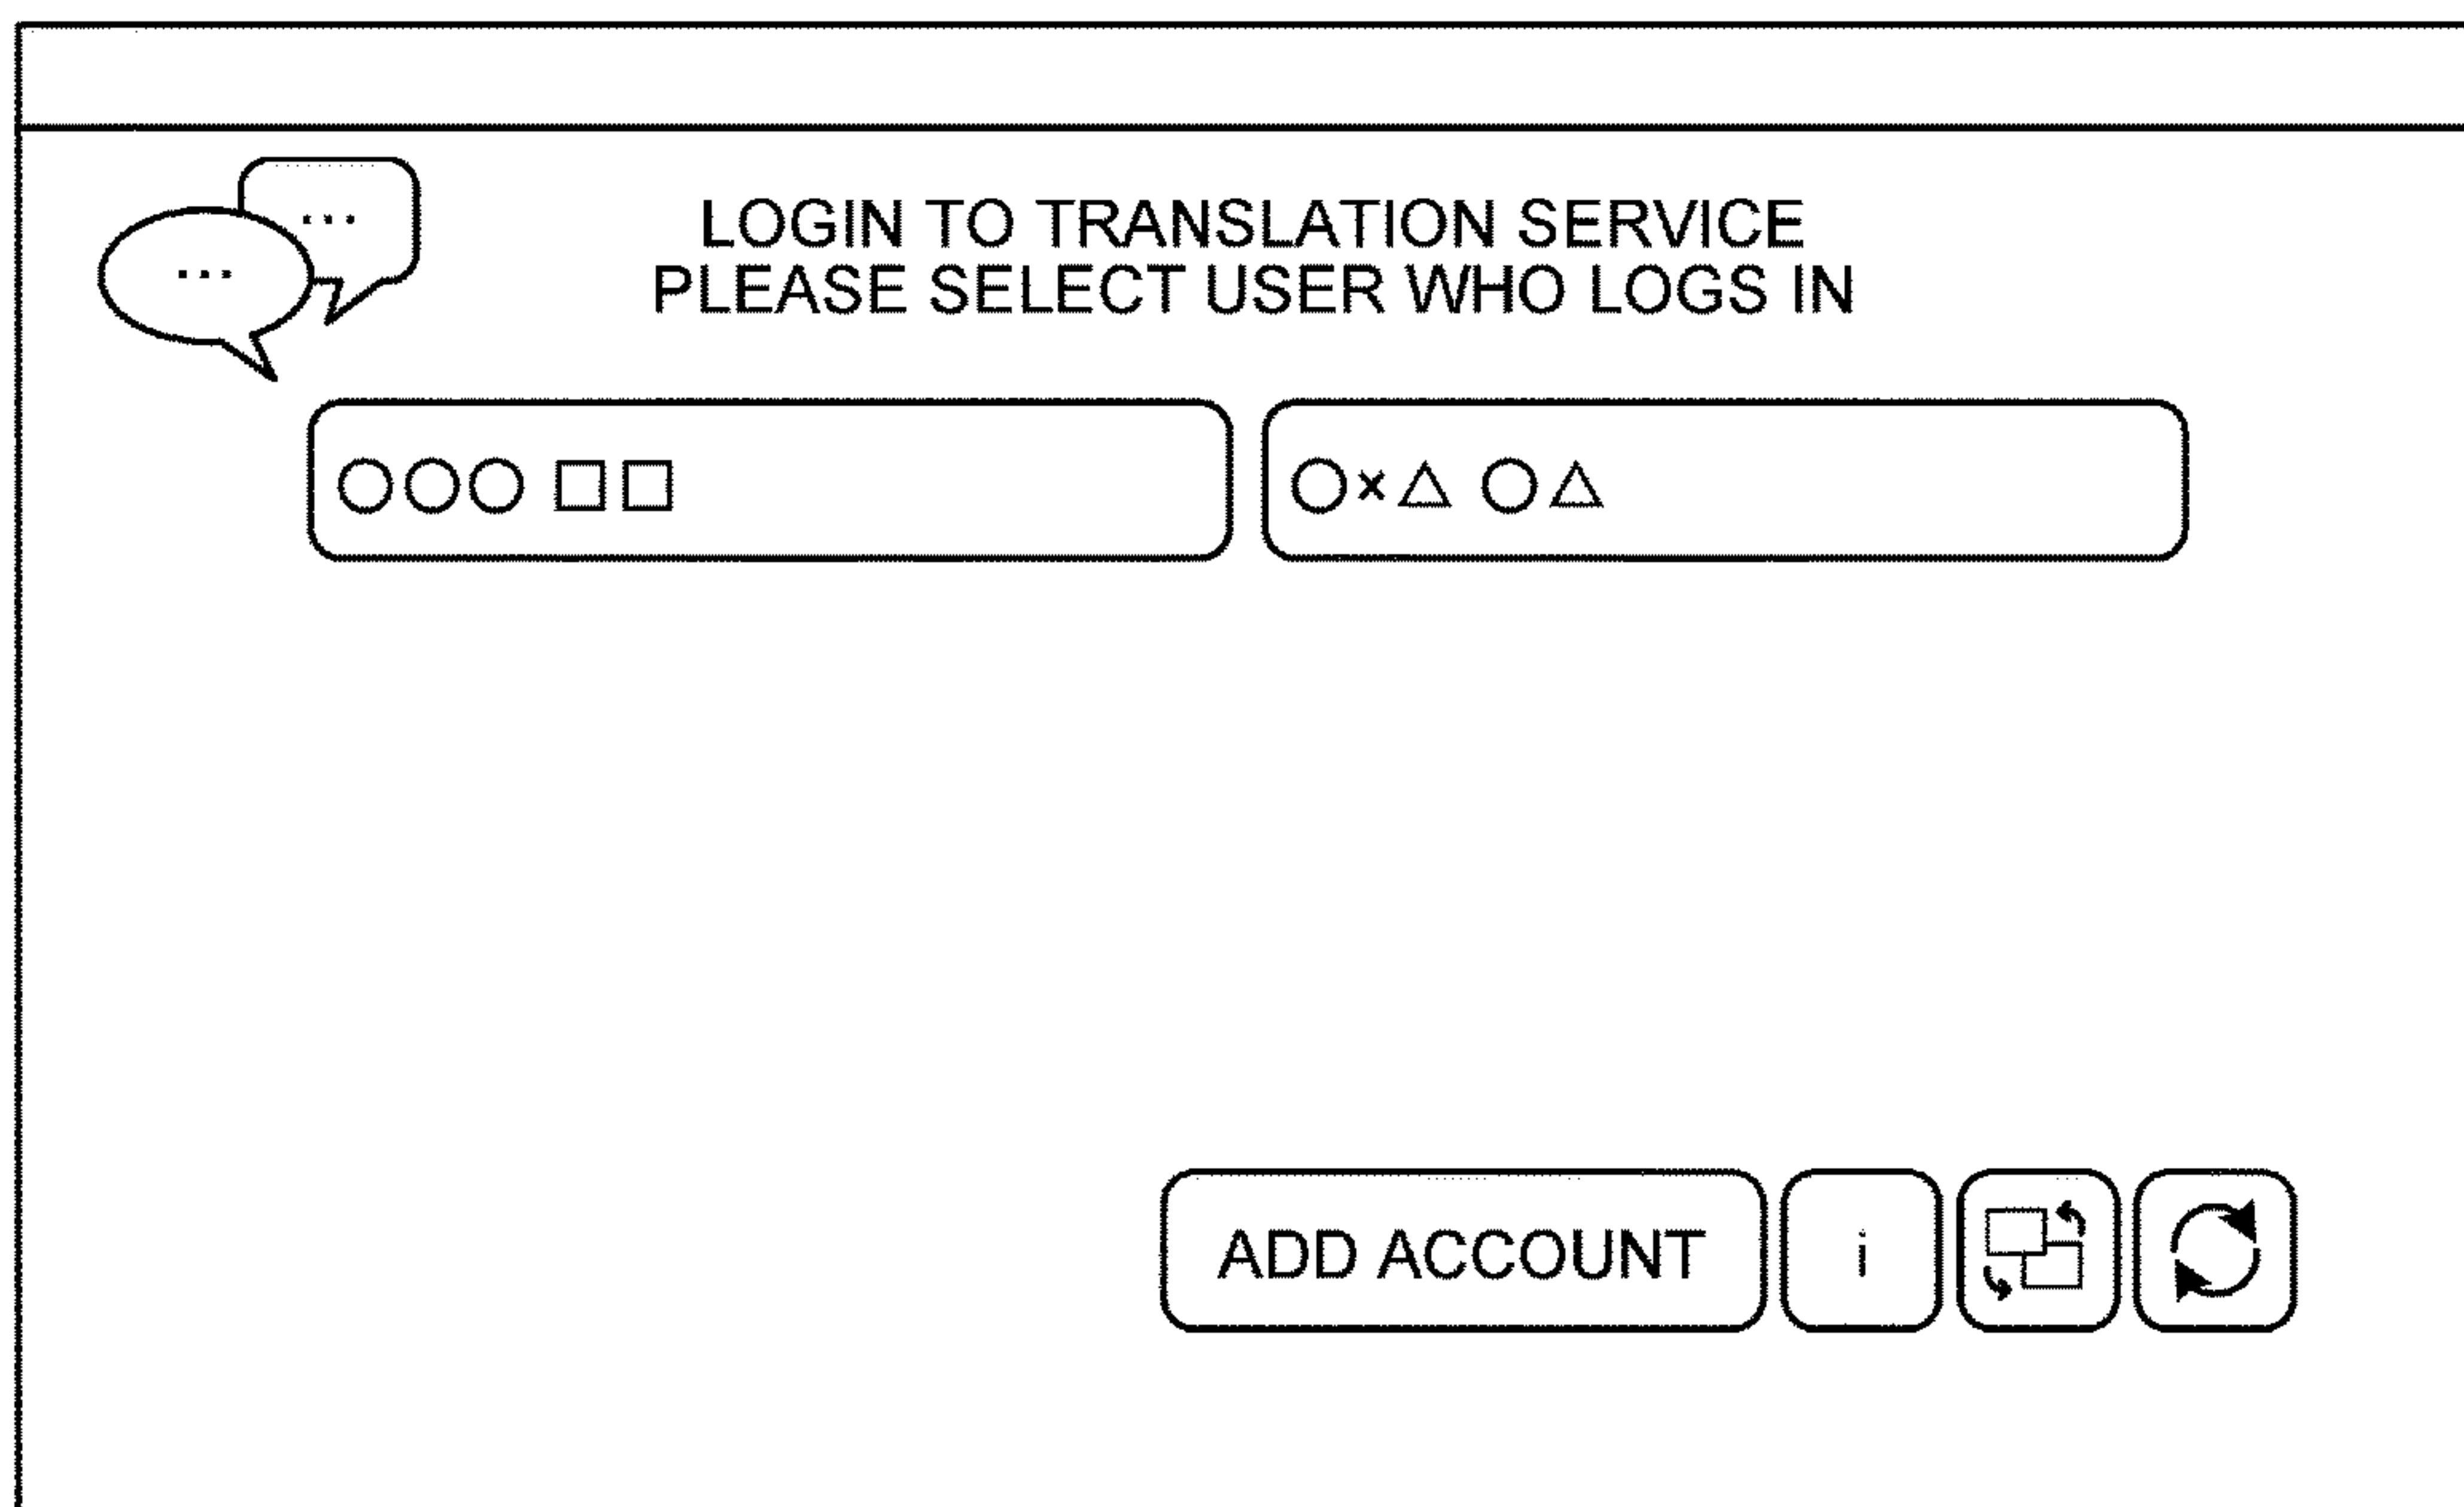 LOGIN TO TRANSLATION SERVICE
PLEASE SELECT USER WHO LOGS IN
○○○ □□
○×△ ○△
ADD ACCOUNT
i